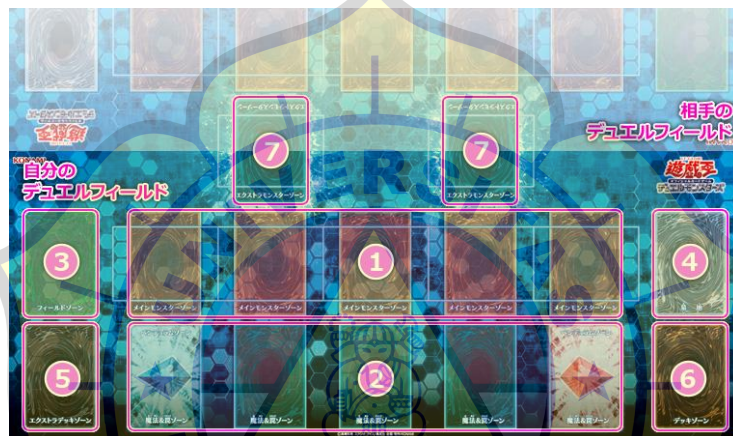 相手の
デュエルフィールド
KONAMI
自分の
デュエルフィールド
遊戯王
デュエルモンスターズ
7
7
エクストラモンスターゾーン
エクストラモンスターゾーン
3
1
4
フィールドゾーン
メインモンスターゾーン
メインモンスターゾーン
メインモンスターゾーン
メインモンスターゾーン
メインモンスターゾーン
墓地
5
2
6
エクストラデッキゾーン
魔法&罠ゾーン
魔法&罠ゾーン
魔法&罠ゾーン
魔法&罠ゾーン
魔法&罠ゾーン
デッキゾーン